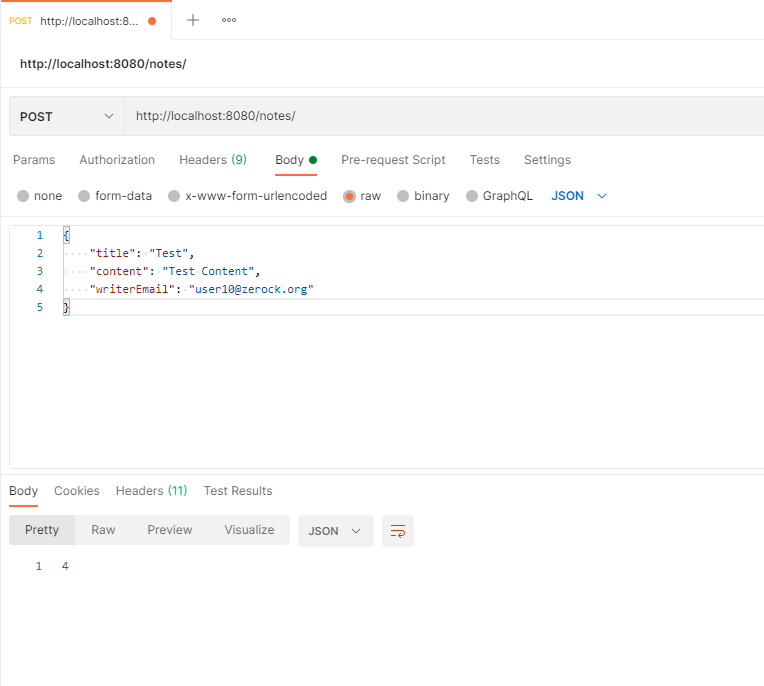 POST http://localhost:8...
http://localhost:8080/notes/
POST http://localhost:8080/notes/
Params Authorization Headers (9) Body Pre-request Script Tests Settings
none form-data x-www-form-urlencoded raw binary GraphQL JSON
1 {
2 "title": "Test",
3 "content": "Test Content",
4 "writerEmail": "user10@zerock.org"
5 }
Body Cookies Headers (11) Test Results
Pretty Raw Preview Visualize JSON
1 4